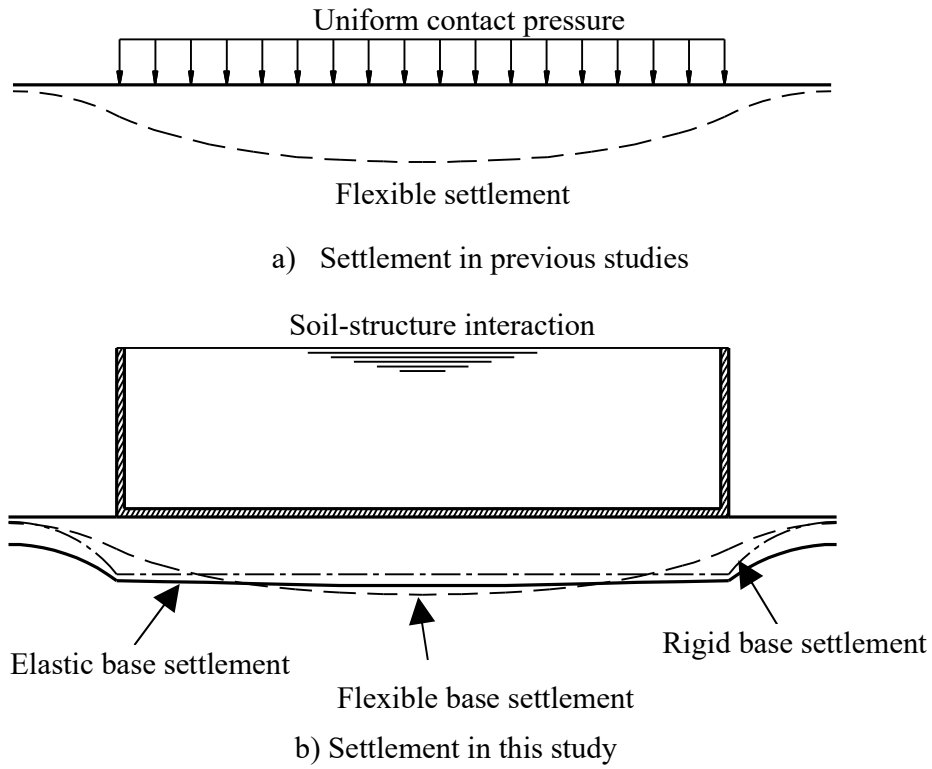 Uniform contact pressure
Flexible settlement
a) Settlement in previous studies
Soil-structure interaction
Rigid base settlement
Elastic base settlement
Flexible base settlement
b) Settlement in this study